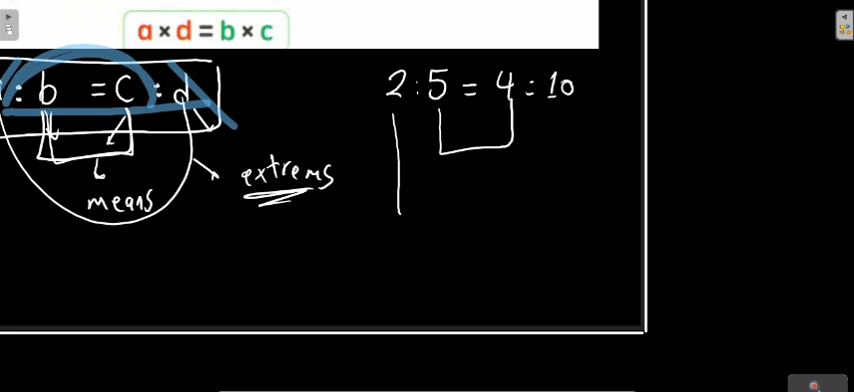 a × d = b × c
: b = C : d
2 : 5 = 4 : 10
extrems
means